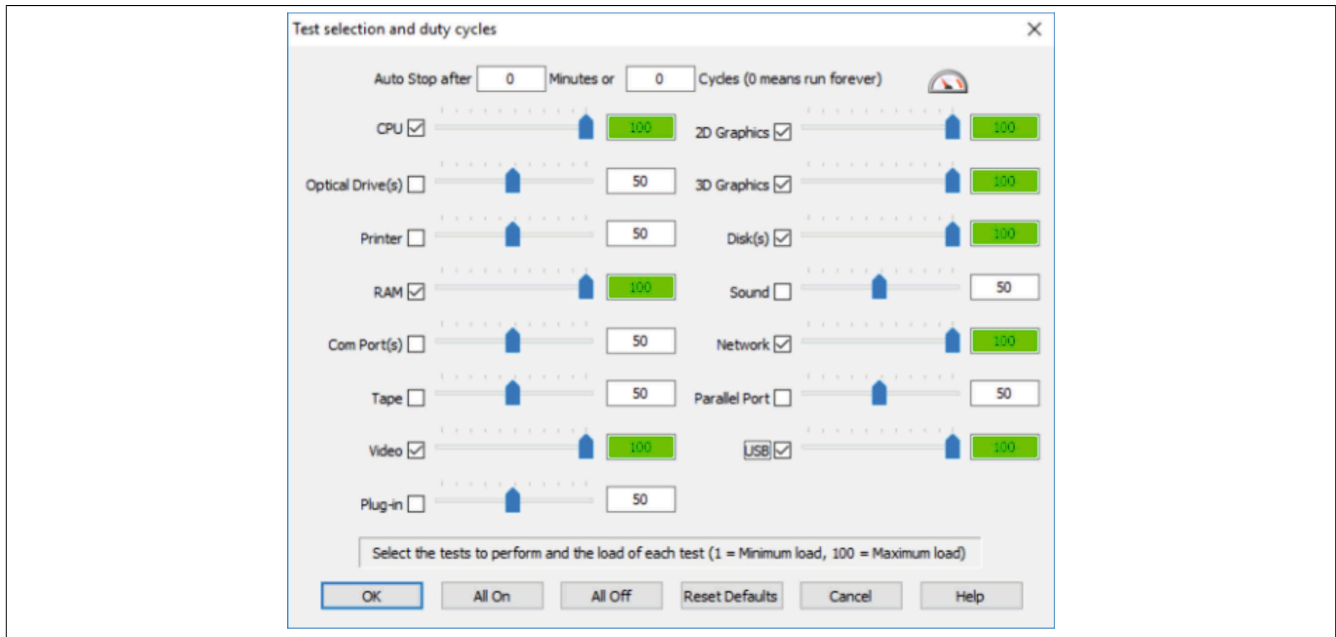 Test selection and duty cycles
Auto Stop after 0 Minutes or 0 Cycles (0 means run forever)
CPU 100 2D Graphics 100
Optical Drive(s) 50 3D Graphics 100
Printer 50 Disk(s) 100
RAM 100 Sound 50
Com Port(s) 50 Network 100
Tape 50 Parallel Port 50
Video 100 USB 100
Plug-in 50
Select the tests to perform and the load of each test (1 = Minimum load, 100 = Maximum load)
OK All On All Off Reset Defaults Cancel Help